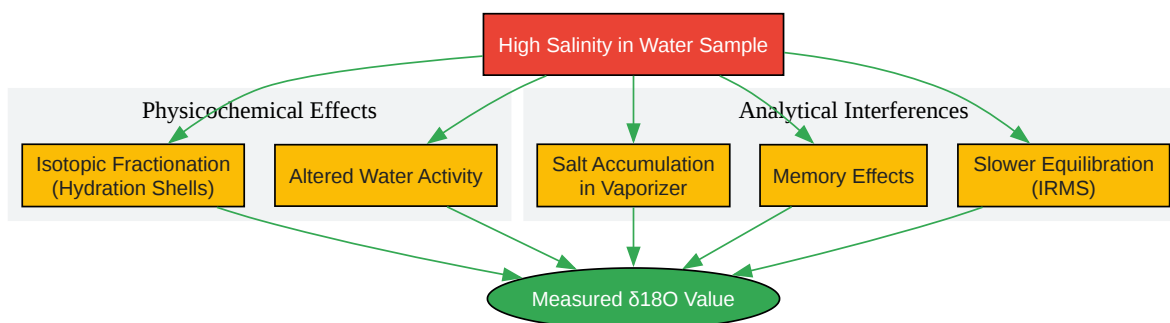 High Salinity in Water Sample
Physicochemical Effects
Analytical Interferences
Isotopic Fractionation
(Hydration Shells)
Altered Water Activity
Salt Accumulation
in Vaporizer
Memory Effects
Slower Equilibration
(IRMS)
Measured δ18O Value